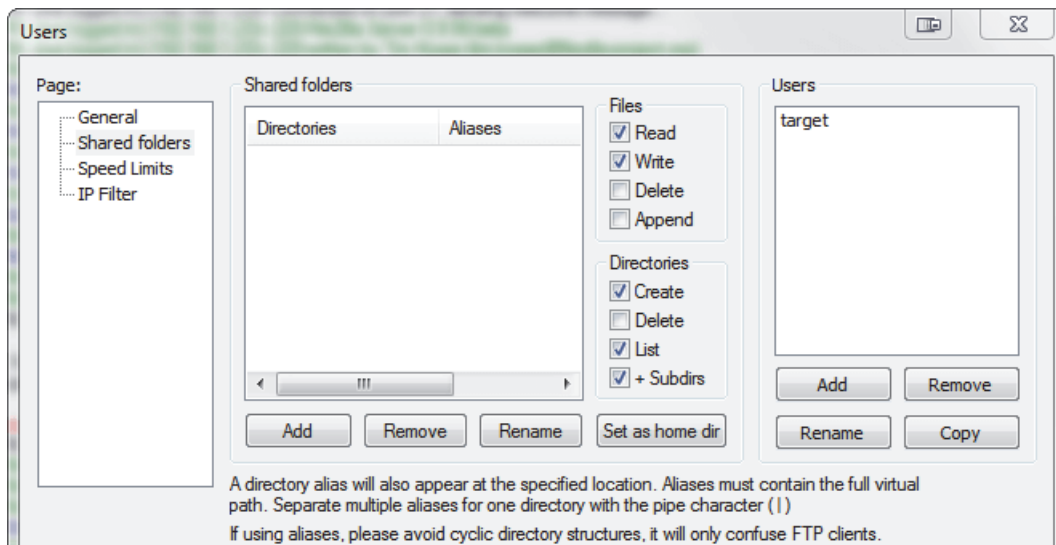 Users
Page:
General
Shared folders
Speed Limits
IP Filter
Shared folders
Directories Aliases
Files
Read
Write
Delete
Append
Directories
Create
Delete
List
+ Subdirs
Add Remove Rename Set as home dir
Users
target
Add Remove
Rename Copy
A directory alias will also appear at the specified location. Aliases must contain the full virtual
path. Separate multiple aliases for one directory with the pipe character (|)
If using aliases, please avoid cyclic directory structures, it will only confuse FTP clients.